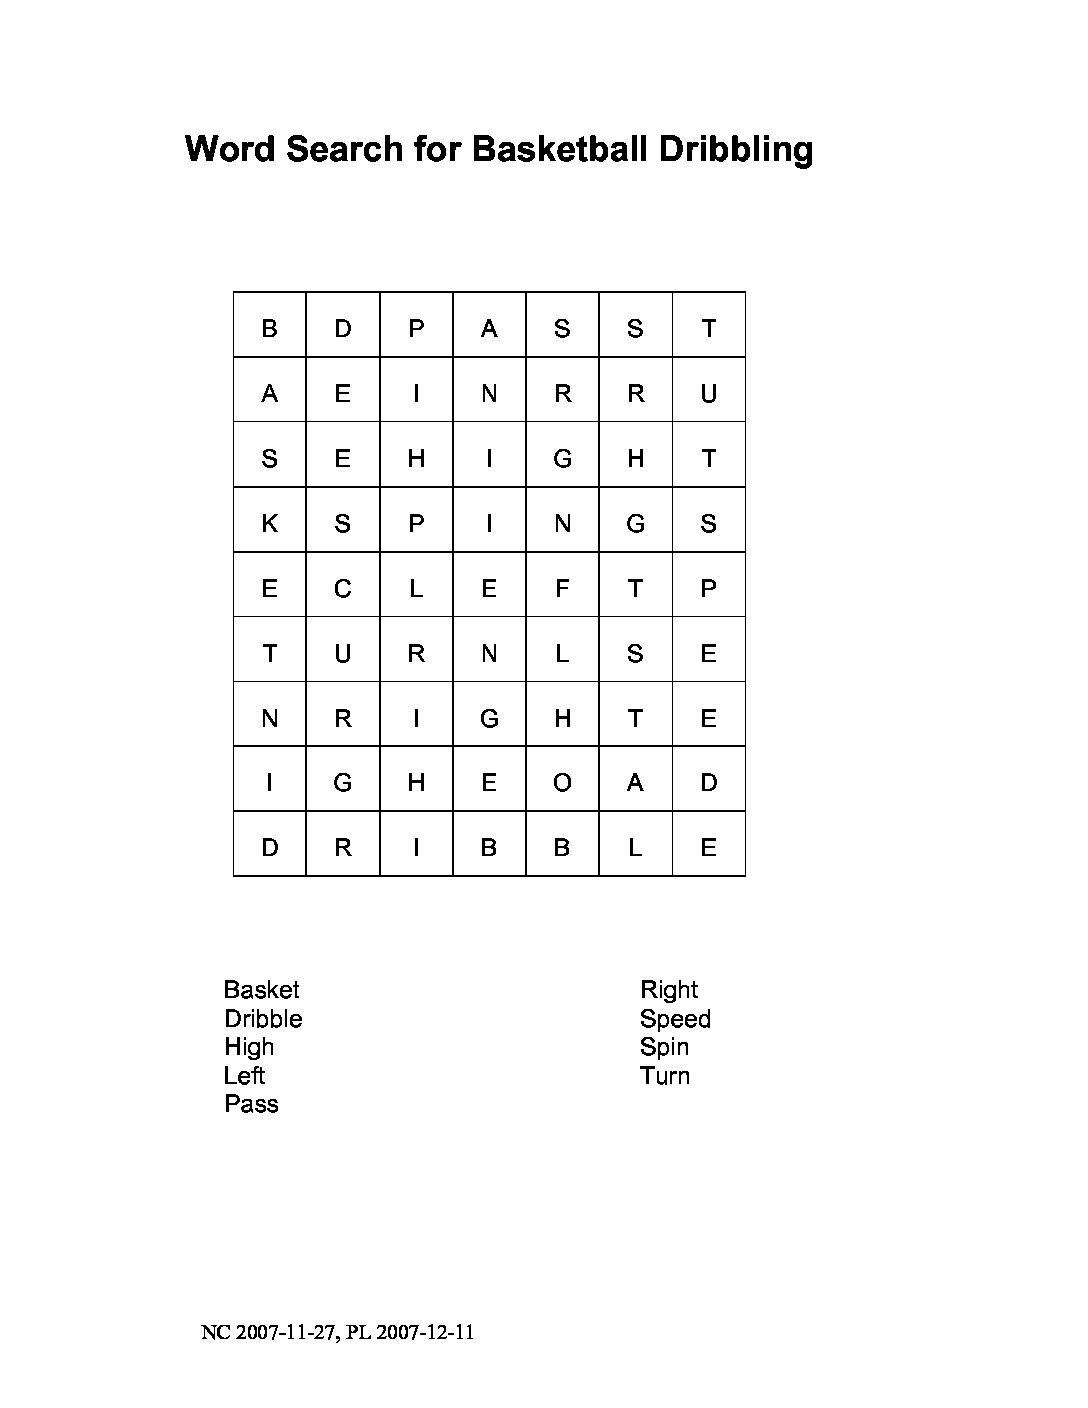 Word Search for Basketball Dribbling
B D P A S S T
A E I N R R U
S E H I G H T
K S P I N G S
E C L E F T P
T U R N L S E
N R I G H T E
I G H E O A D
D R I B B L E
Basket Right
Dribble Speed
High Spin
Left Turn
Pass
NC 2007-11-27, PL 2007-12-11